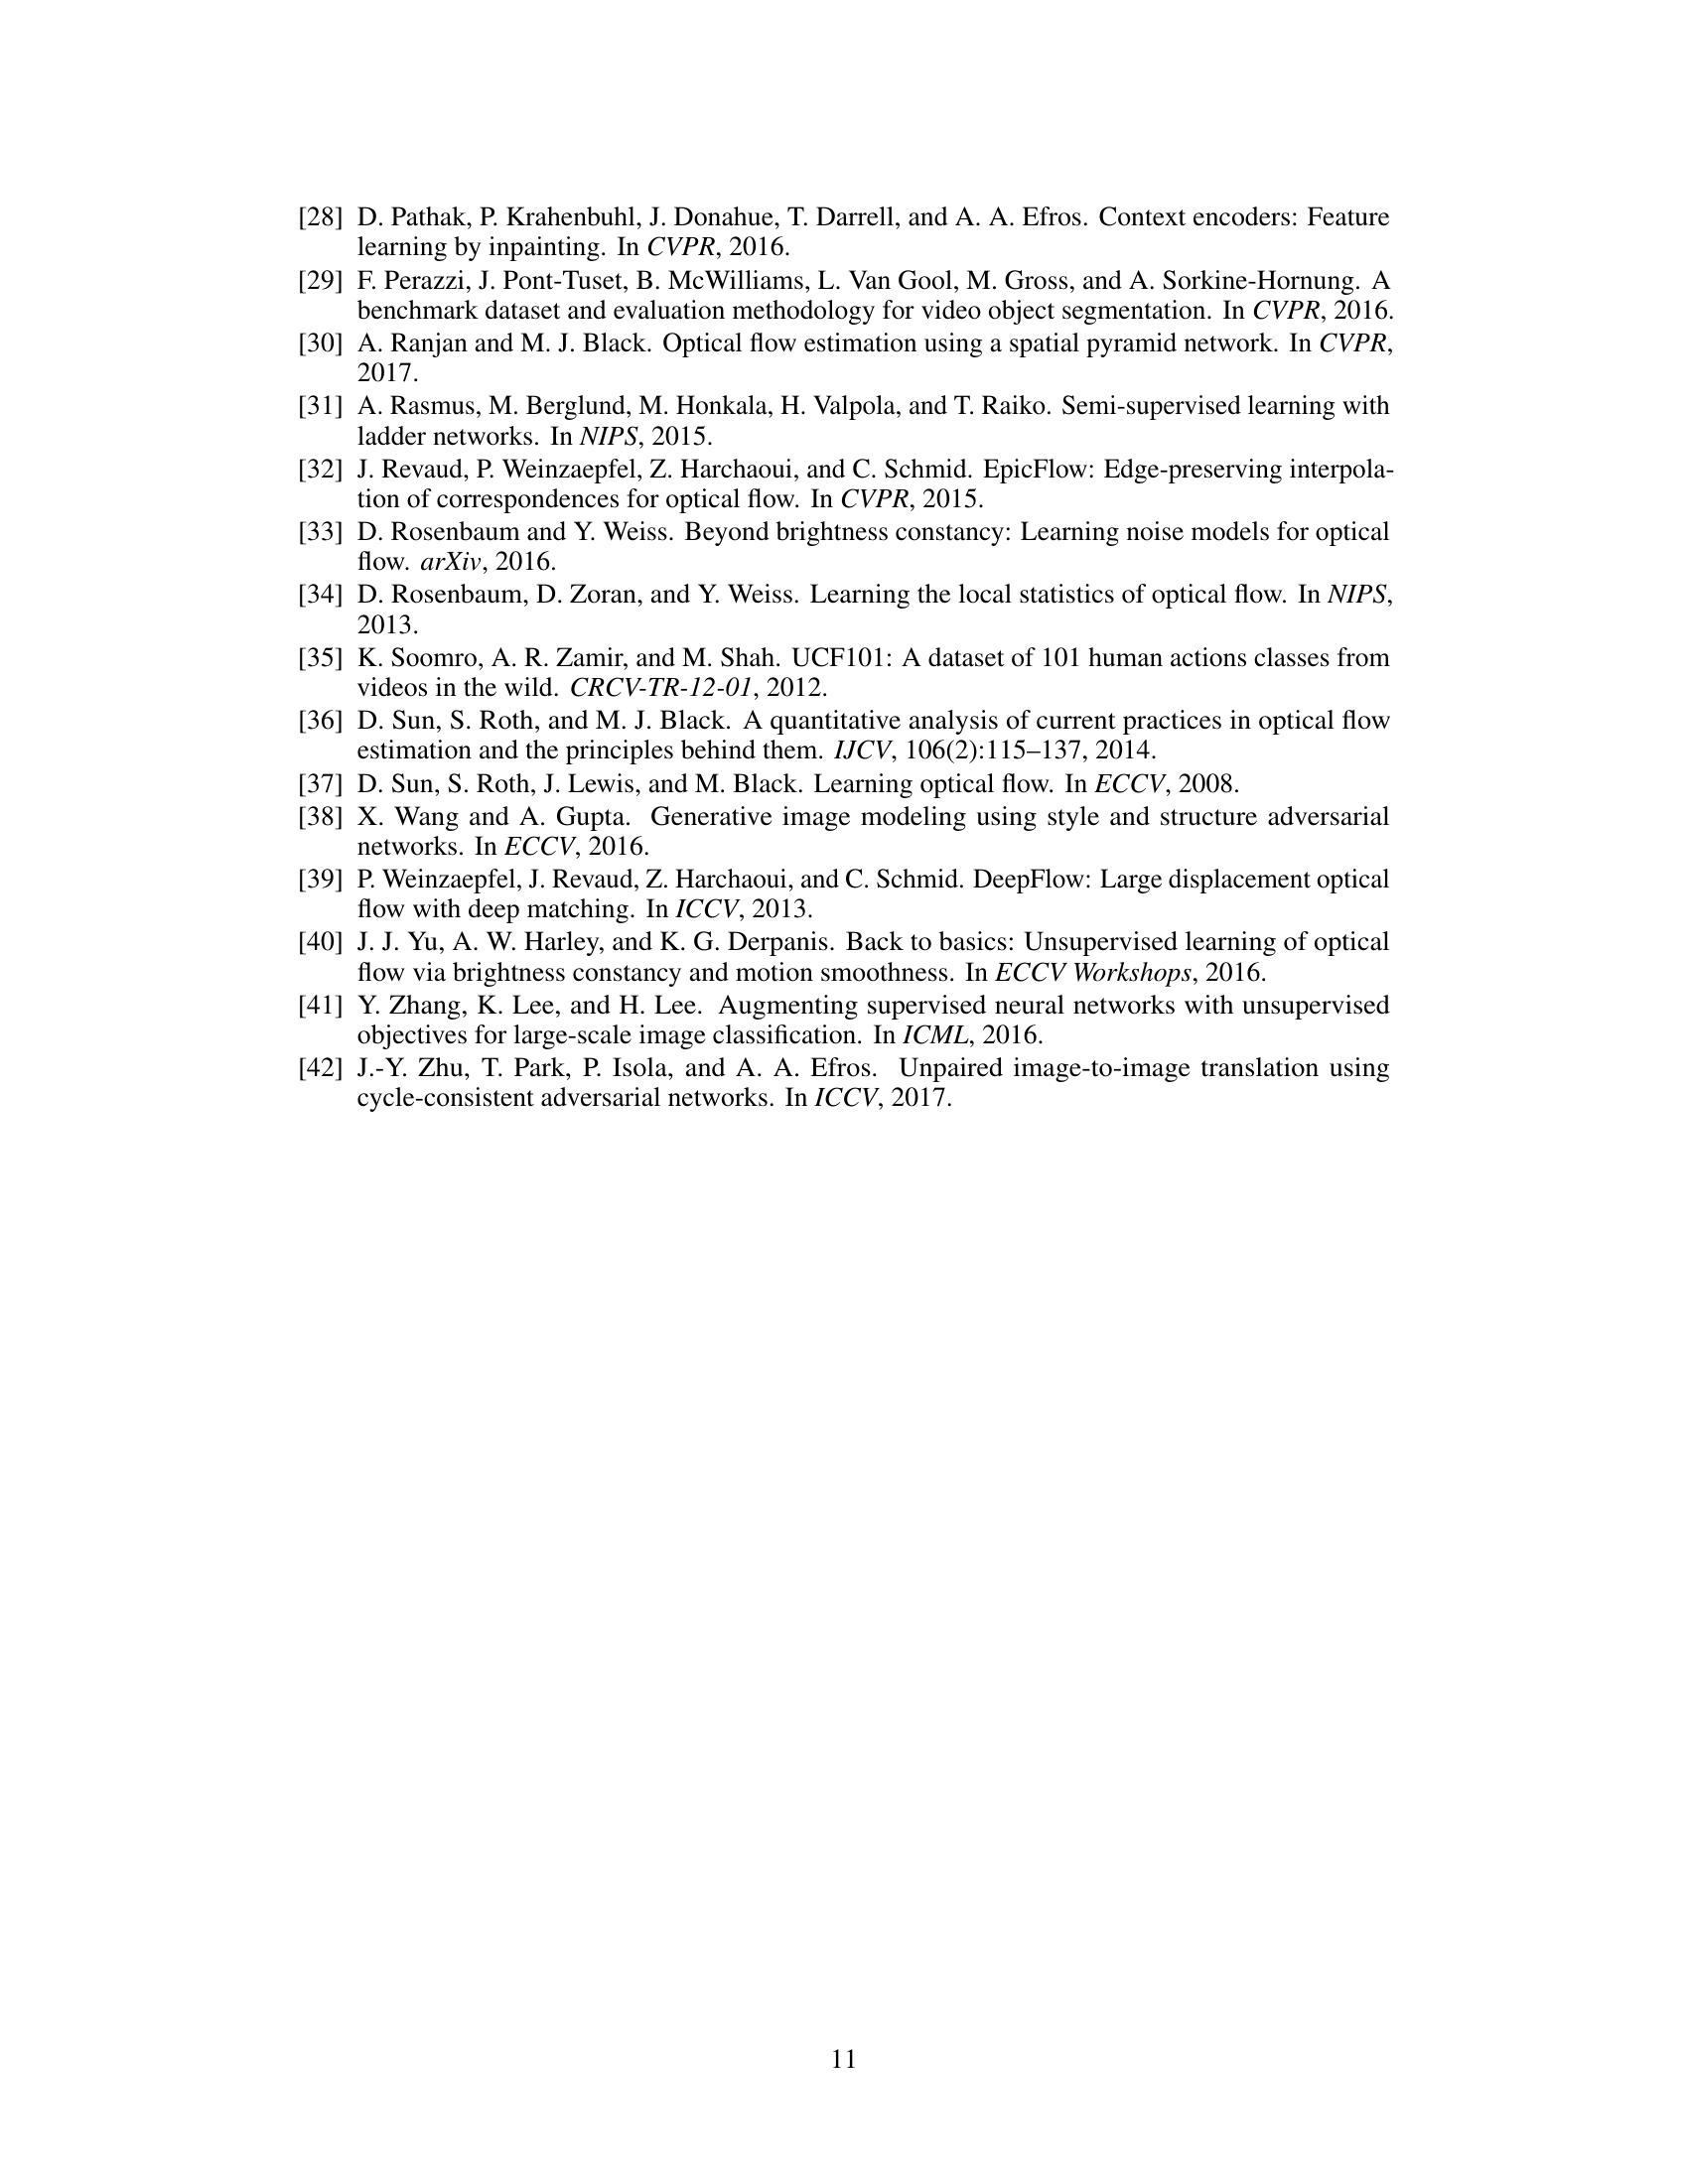 [28] D. Pathak, P. Krahenbuhl, J. Donahue, T. Darrell, and A. A. Efros. Context encoders: Feature
learning by inpainting. In CVPR, 2016.
[29] F. Perazzi, J. Pont-Tuset, B. McWilliams, L. Van Gool, M. Gross, and A. Sorkine-Hornung. A
benchmark dataset and evaluation methodology for video object segmentation. In CVPR, 2016.
[30] A. Ranjan and M. J. Black. Optical flow estimation using a spatial pyramid network. In CVPR,
2017.
[31] A. Rasmus, M. Berglund, M. Honkala, H. Valpola, and T. Raiko. Semi-supervised learning with
ladder networks. In NIPS, 2015.
[32] J. Revaud, P. Weinzaepfel, Z. Harchaoui, and C. Schmid. EpicFlow: Edge-preserving interpola-
tion of correspondences for optical flow. In CVPR, 2015.
[33] D. Rosenbaum and Y. Weiss. Beyond brightness constancy: Learning noise models for optical
flow. arXiv, 2016.
[34] D. Rosenbaum, D. Zoran, and Y. Weiss. Learning the local statistics of optical flow. In NIPS,
2013.
[35] K. Soomro, A. R. Zamir, and M. Shah. UCF101: A dataset of 101 human actions classes from
videos in the wild. CRCV-TR-12-01, 2012.
[36] D. Sun, S. Roth, and M. J. Black. A quantitative analysis of current practices in optical flow
estimation and the principles behind them. IJCV, 106(2):115–137, 2014.
[37] D. Sun, S. Roth, J. Lewis, and M. Black. Learning optical flow. In ECCV, 2008.
[38] X. Wang and A. Gupta. Generative image modeling using style and structure adversarial
networks. In ECCV, 2016.
[39] P. Weinzaepfel, J. Revaud, Z. Harchaoui, and C. Schmid. DeepFlow: Large displacement optical
flow with deep matching. In ICCV, 2013.
[40] J. J. Yu, A. W. Harley, and K. G. Derpanis. Back to basics: Unsupervised learning of optical
flow via brightness constancy and motion smoothness. In ECCV Workshops, 2016.
[41] Y. Zhang, K. Lee, and H. Lee. Augmenting supervised neural networks with unsupervised
objectives for large-scale image classification. In ICML, 2016.
[42] J.-Y. Zhu, T. Park, P. Isola, and A. A. Efros. Unpaired image-to-image translation using
cycle-consistent adversarial networks. In ICCV, 2017.
11